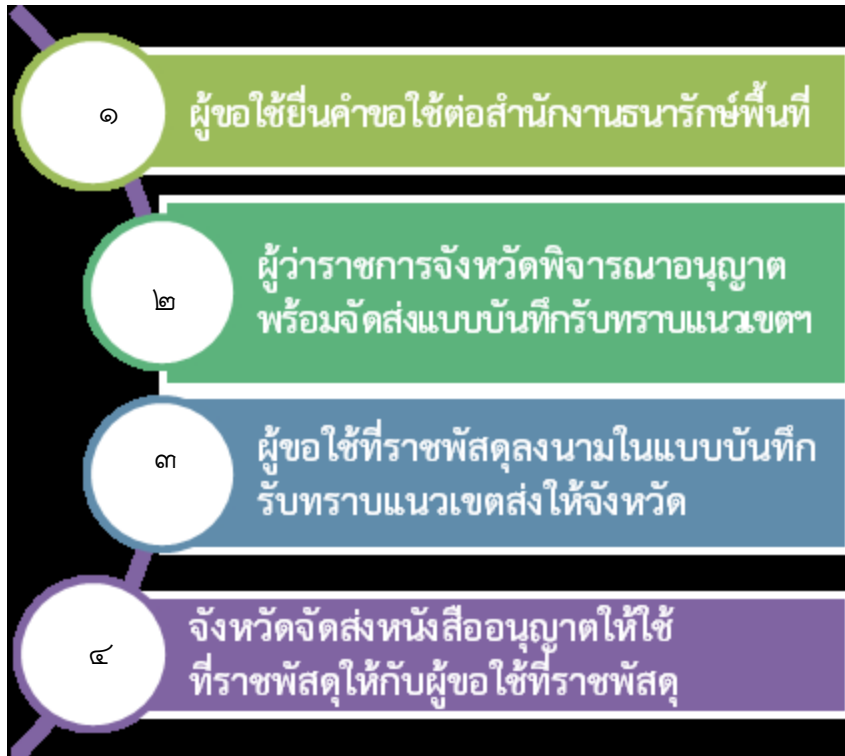 ๑
ผู้ขอใช้ยื่นคำขอใช้ต่อสำนักงานธนารักษ์พื้นที่
๒
ผู้ว่าราชการจังหวัดพิจารณาอนุญาต
พร้อมจัดส่งแบบบันทึกรับทราบแนวเขตฯ
๓
ผู้ขอใช้ที่ราชพัสดุลงนามในแบบบันทึก
รับทราบแนวเขตส่งให้จังหวัด
๔
จังหวัดจัดส่งหนังสืออนุญาตให้ใช้
ที่ราชพัสดุให้กับผู้ขอใช้ที่ราชพัสดุ